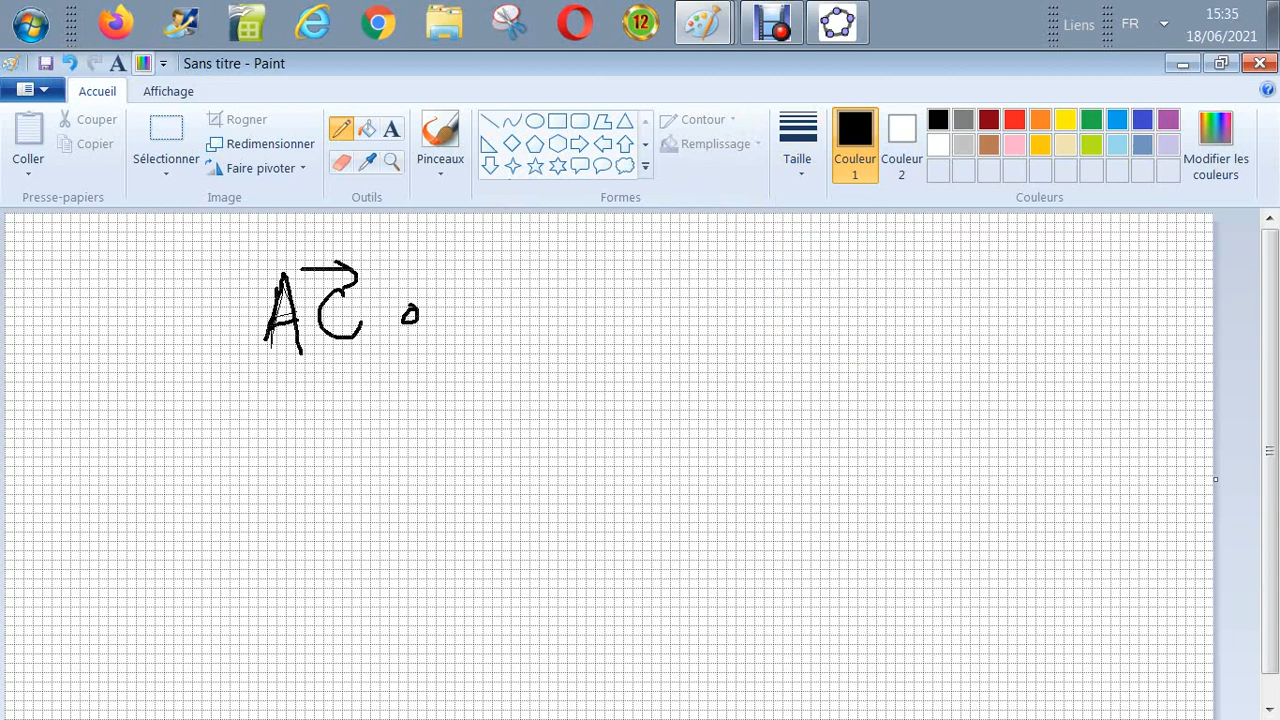 12
Liens
FR
15:35
18/06/2021
Sans titre - Paint
Accueil
Affichage
Coller
Couper
Copier
Presse-papiers
Sélectionner
Rogner
Redimensionner
Faire pivoter
Image
A
Outils
Pinceaux
Contour
Remplissage
Formes
Taille
Couleur 1
Couleur 2
Modifier les couleurs
Couleurs
AC